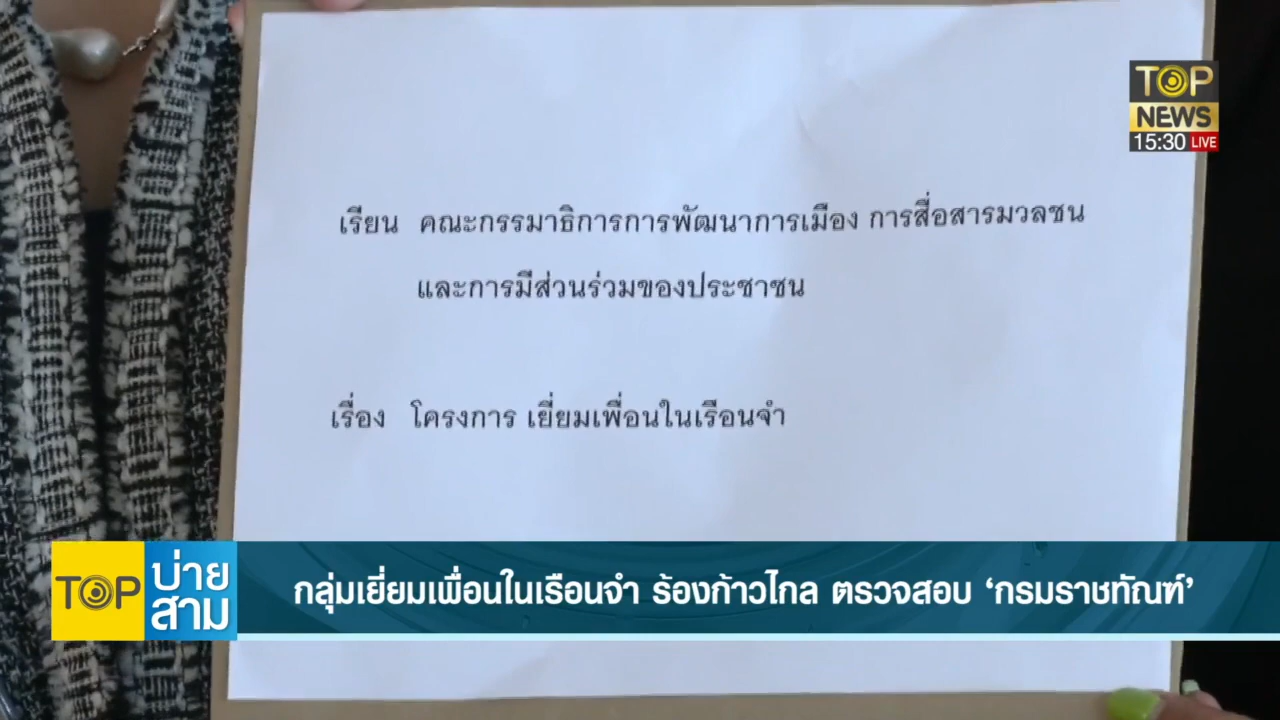 TOP
NEWS
15:30 LIVE
เรียน คณะกรรมาธิการการพัฒนาการเมือง การสื่อสารมวลชน
และการมีส่วนร่วมของประชาชน
เรื่อง โครงการ เยี่ยมเพื่อนในเรือนจำ
TOP บ่าย สาม
กลุ่มเยี่ยมเพื่อนในเรือนจำ ร้องก้าวไกล ตรวจสอบ ‘กรมราชทัณฑ์’